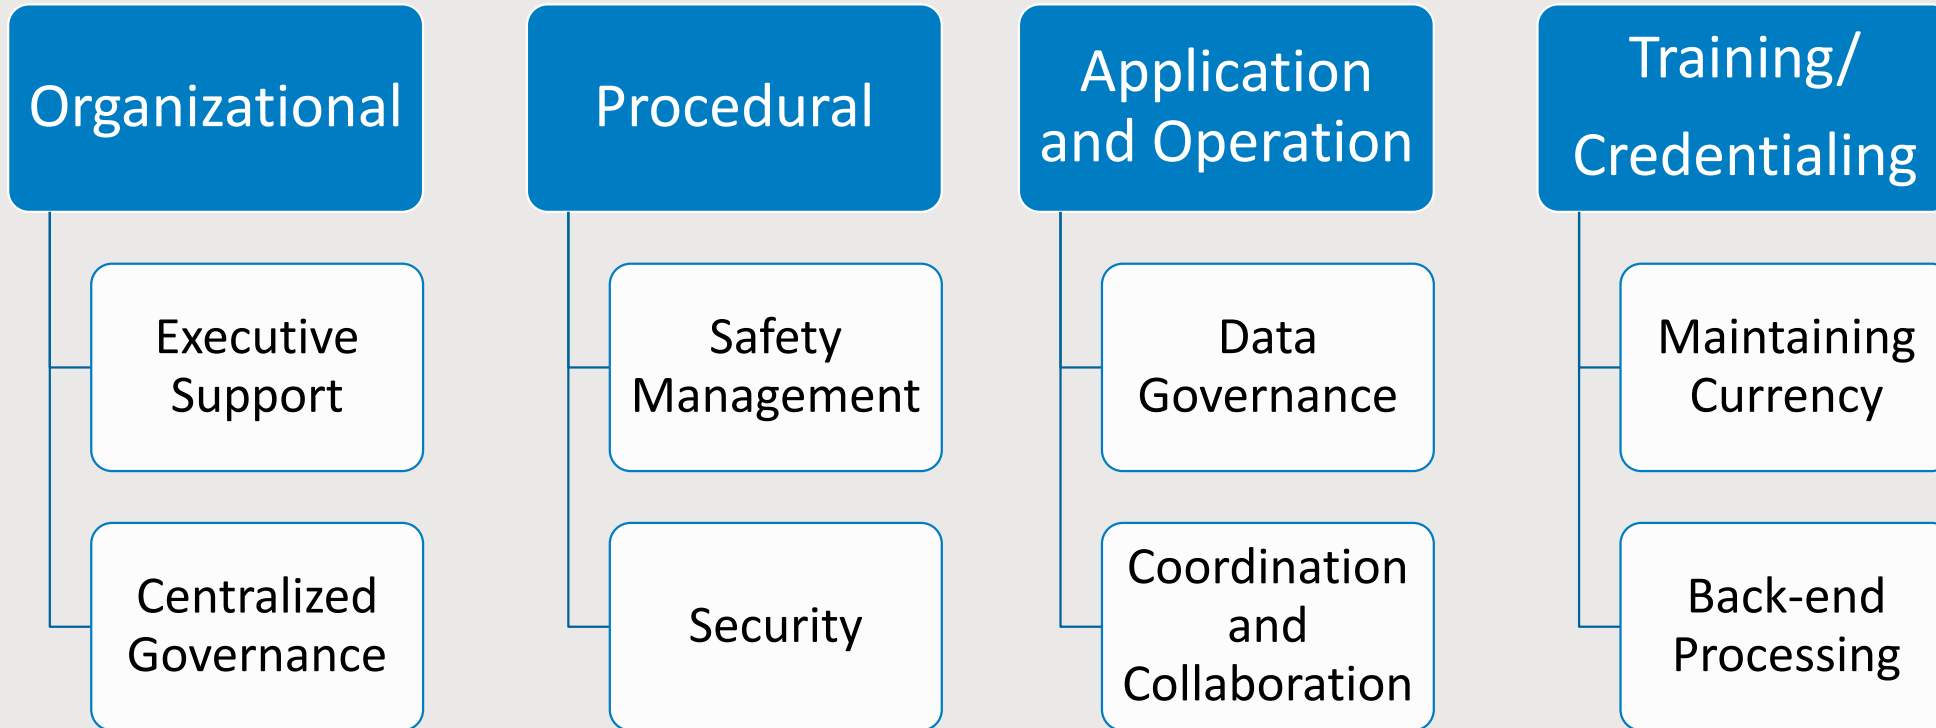 Organizational
Executive
Support
Centralized
Governance
Procedural
Safety
Management
Security
Application
and Operation
Data
Governance
Coordination
and
Collaboration
Training/
Credentialing
Maintaining
Currency
Back-end
Processing